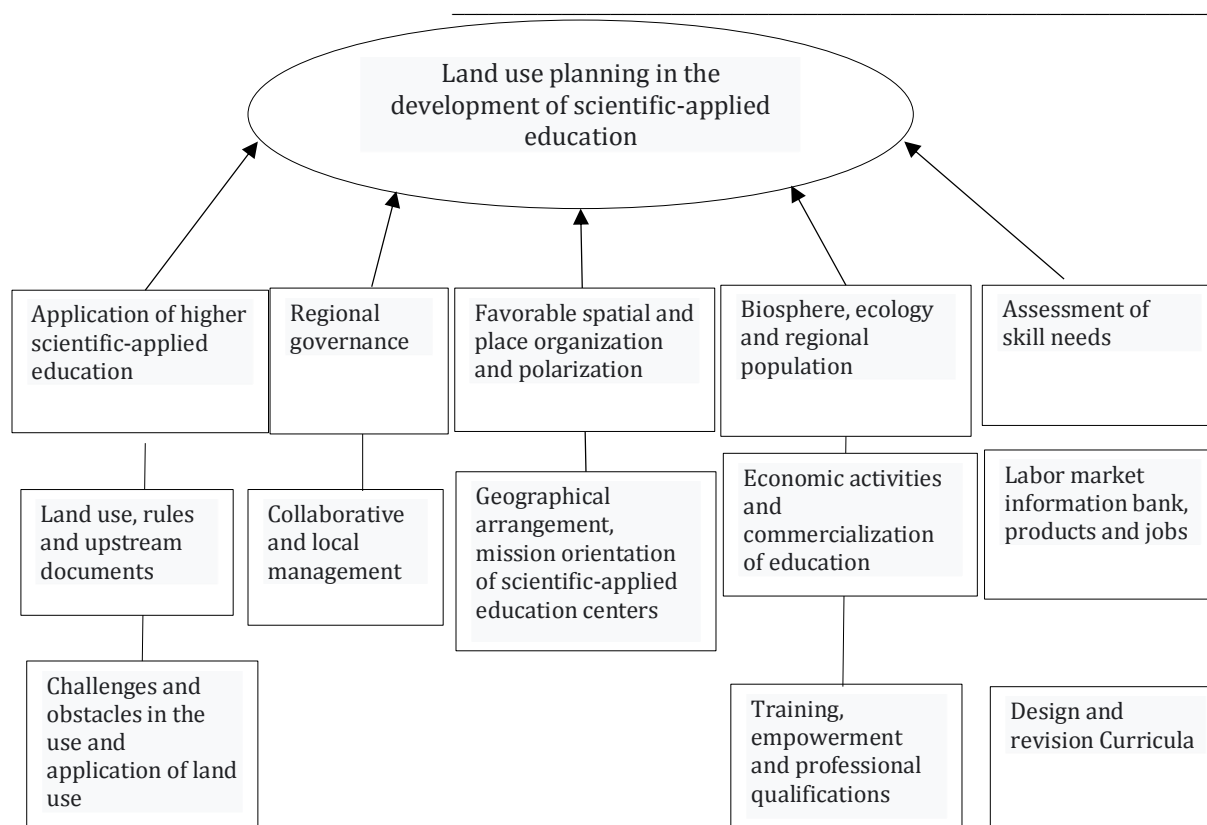 Land use planning in the
development of scientific-applied
education
Application of higher
scientific-applied
education
Regional
governance
Favorable spatial and
place organization
and polarization
Biosphere, ecology
and regional
population
Assessment of
skill needs
Land use, rules
and upstream
documents
Collaborative
and local
management
Geographical
arrangement,
mission orientation
of scientific-applied
education centers
Economic activities
and
commercialization
of education
Labor market
information bank,
products and jobs
Challenges and
obstacles in the
use and
application of land
use
Training,
empowerment
and professional
qualifications
Design and
revision Curricula